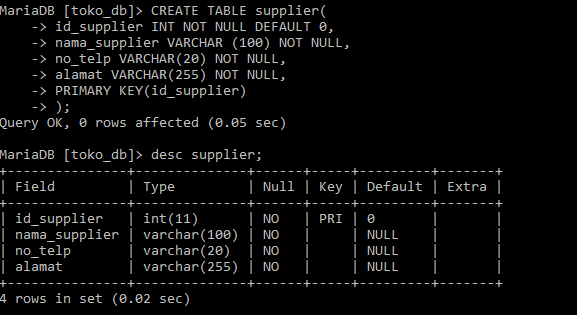 MariaDB [toko_db]> CREATE TABLE supplier(
    -> id_supplier INT NOT NULL DEFAULT 0,
    -> nama_supplier VARCHAR (100) NOT NULL,
    -> no_telp VARCHAR(20) NOT NULL,
    -> alamat VARCHAR(255) NOT NULL,
    -> PRIMARY KEY(id_supplier)
    -> );
Query OK, 0 rows affected (0.05 sec)

MariaDB [toko_db]> desc supplier;
+---------------+--------------+------+-----+---------+-------+
| Field         | Type         | Null | Key | Default | Extra |
+---------------+--------------+------+-----+---------+-------+
| id_supplier   | int(11)      | NO   | PRI | 0       |       |
| nama_supplier | varchar(100) | NO   |     | NULL    |       |
| no_telp       | varchar(20)  | NO   |     | NULL    |       |
| alamat        | varchar(255) | NO   |     | NULL    |       |
+---------------+--------------+------+-----+---------+-------+
4 rows in set (0.02 sec)